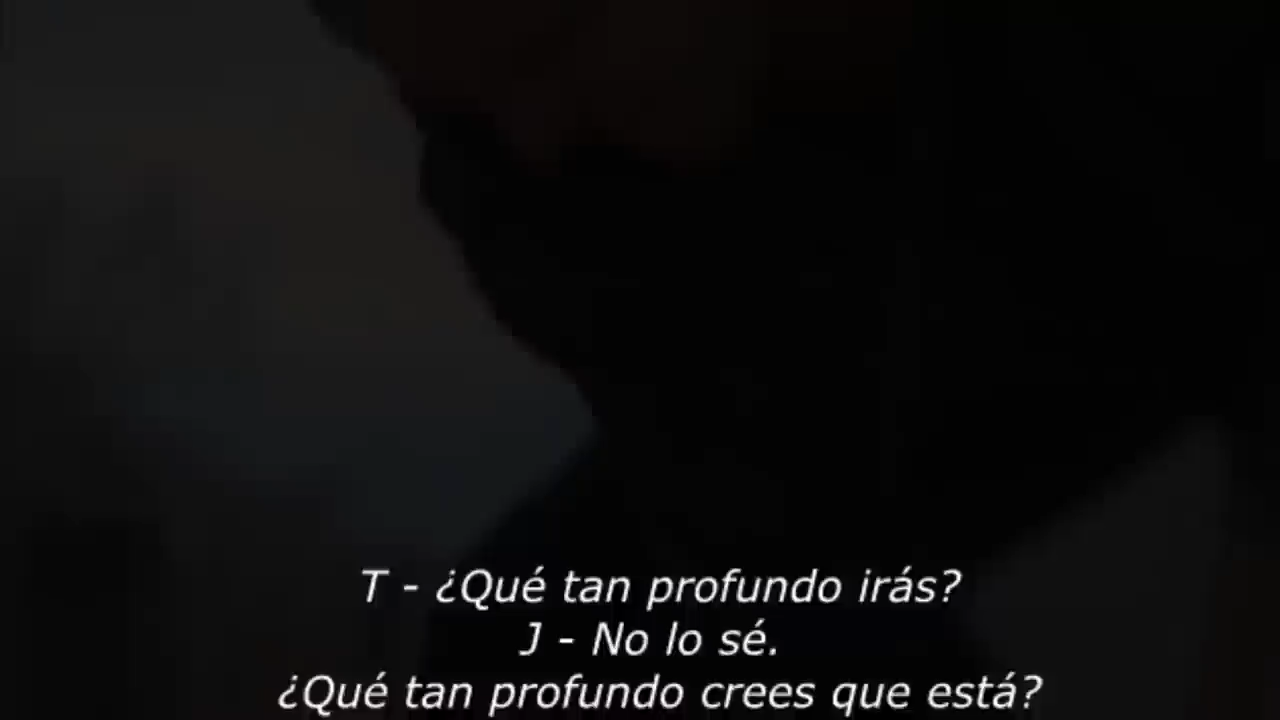 T - ¿Qué tan profundo irás?
J - No lo sé.
¿Qué tan profundo crees que está?